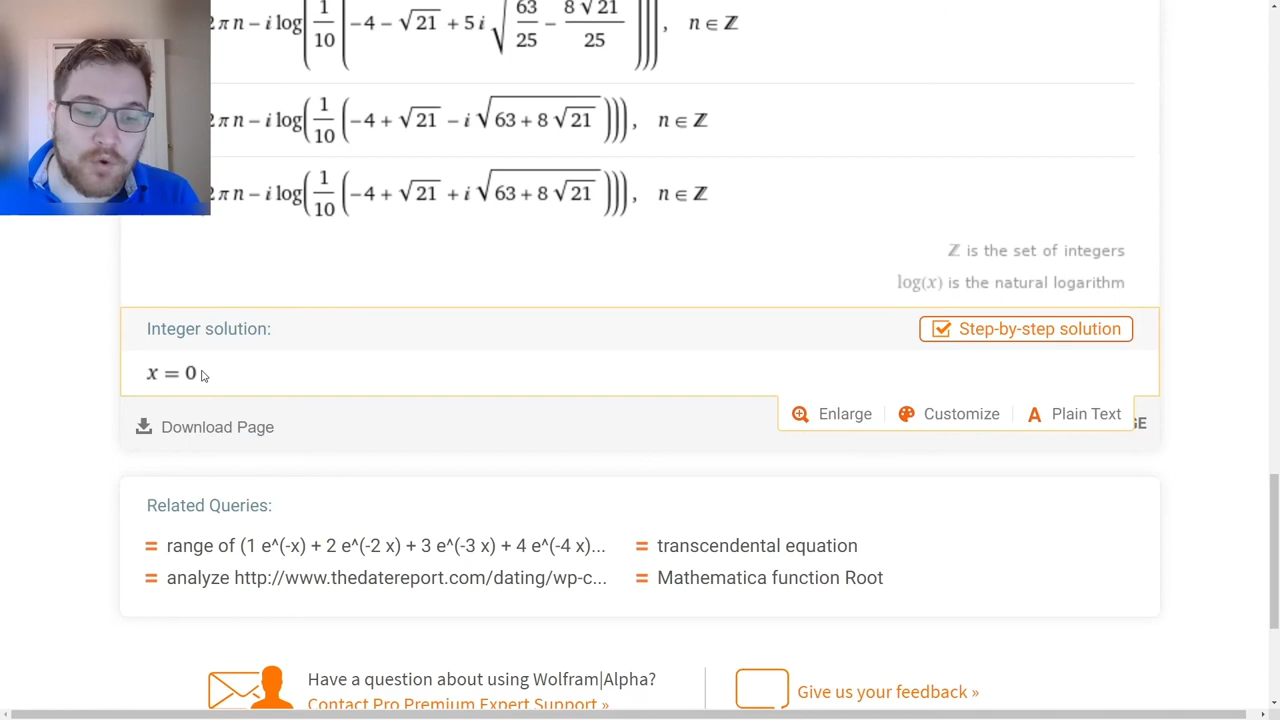 2 π n − i log(1/10 (−4 − √21 + 5 i √(63/25 − 8 √21/25)))), n ∈ ℤ
2 π n − i log(1/10 (−4 + √21 − i √(63 + 8 √21)))), n ∈ ℤ
2 π n − i log(1/10 (−4 + √21 + i √(63 + 8 √21)))), n ∈ ℤ
ℤ is the set of integers
log(x) is the natural logarithm
Integer solution:
Step-by-step solution
x = 0
Enlarge
Customize
A Plain Text
Download Page
GE
Related Queries:
= range of (1 e^(-x) + 2 e^(-2 x) + 3 e^(-3 x) + 4 e^(-4 x)...
= transcendental equation
= analyze http://www.thedatereport.com/dating/wp-c...
= Mathematica function Root
Have a question about using Wolfram|Alpha?
Contact Pro Premium Expert Support »
Give us your feedback »